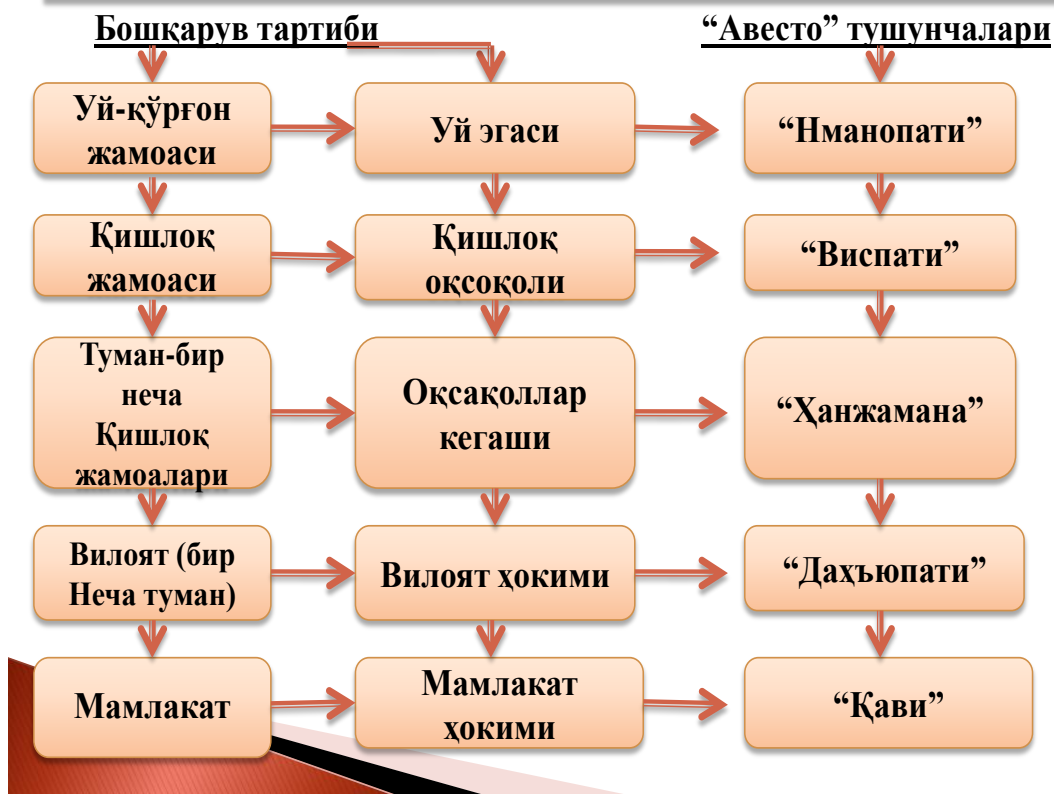 Бошқарув тартиби
“Авесто” тушунчалари
Уй-қўрғон
жамоаси
Уй эгаси
“Нманопати”
Қишлоқ
жамоаси
Қишлоқ
оқсоқоли
“Виспати”
Туман-бир
неча
Қишлоқ
жамоалари
Оқсақоллар
кегаши
“Ҳанжамана”
Вилоят (бир
Неча туман)
Вилоят ҳокими
“Даҳъюпати”
Мамлакат
Мамлакат
ҳокими
“Қави”